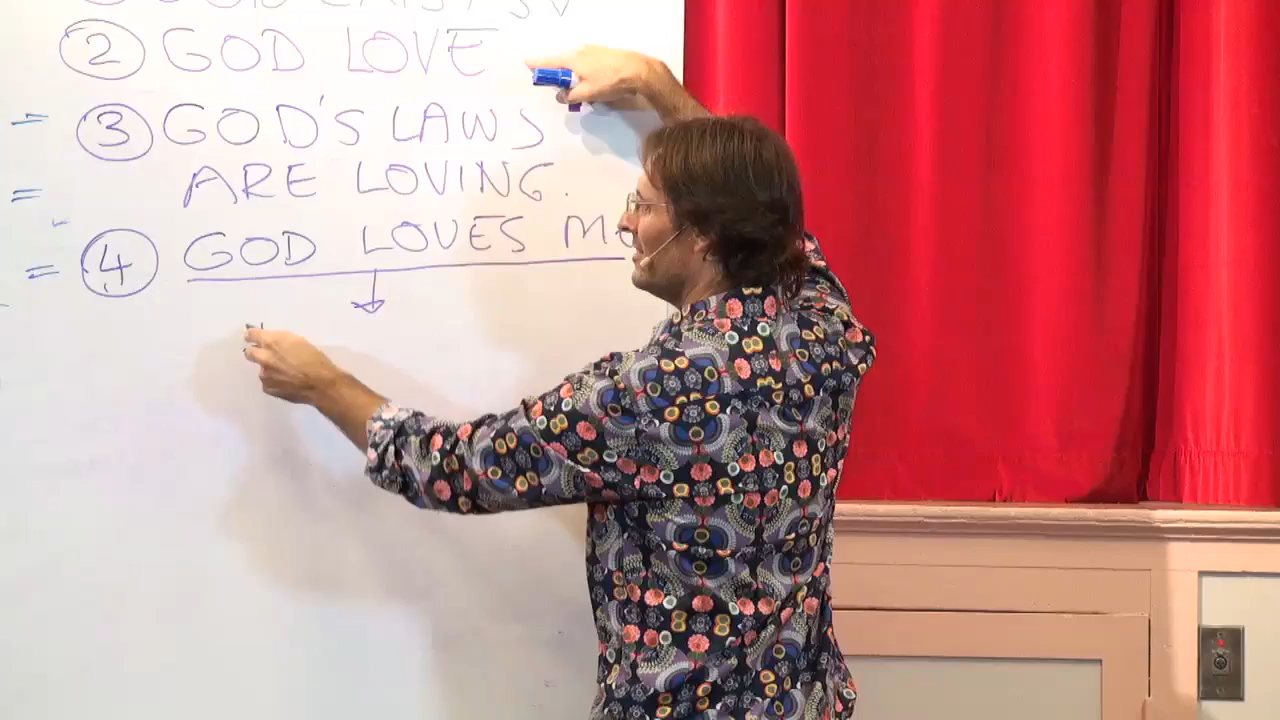 ② GOD LOVE
= ③ GOD'S LAWS
= ARE LOVING.
= ④ GOD LOVES